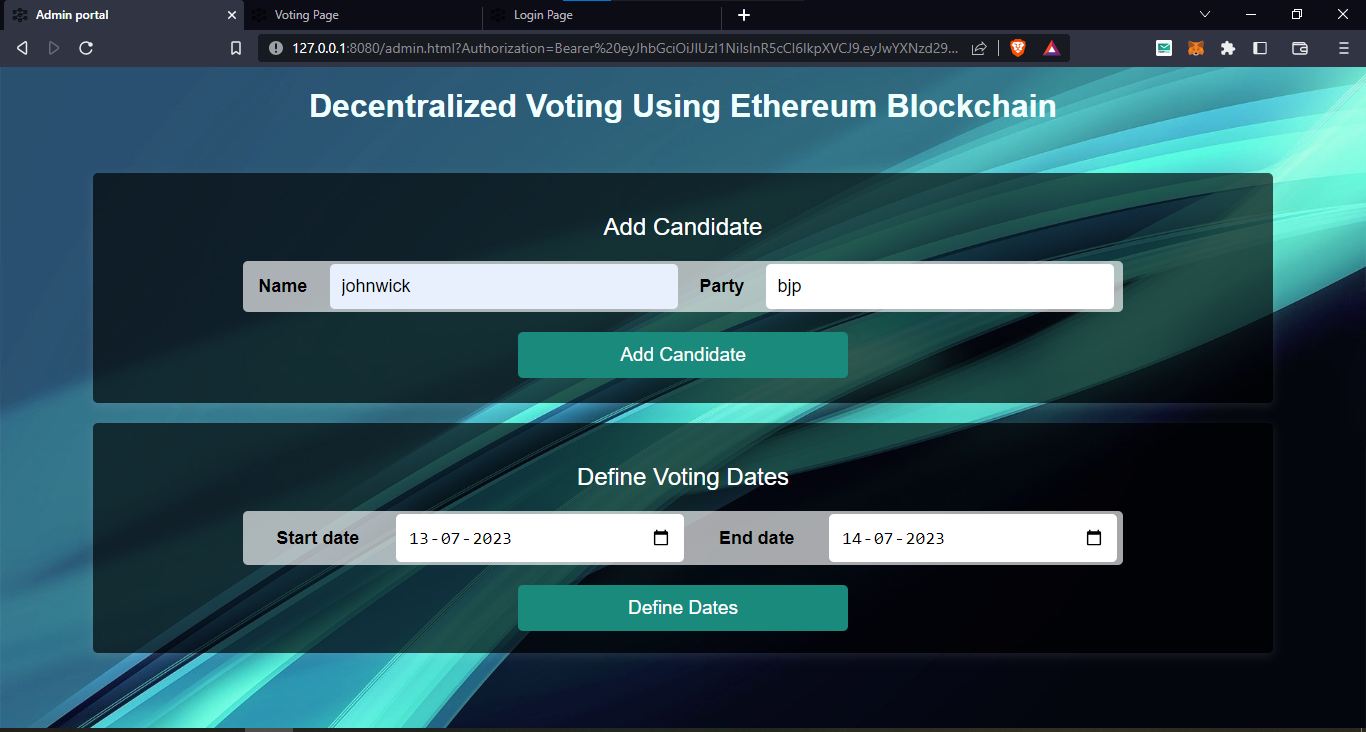 Admin portal
Voting Page
Login Page
127.0.0.1:8080/admin.html?Authorization=Bearer%20
Decentralized Voting Using Ethereum Blockchain
Add Candidate
Name johnwick Party bjp
Add Candidate
Define Voting Dates
Start date 13-07-2023 End date 14-07-2023
Define Dates